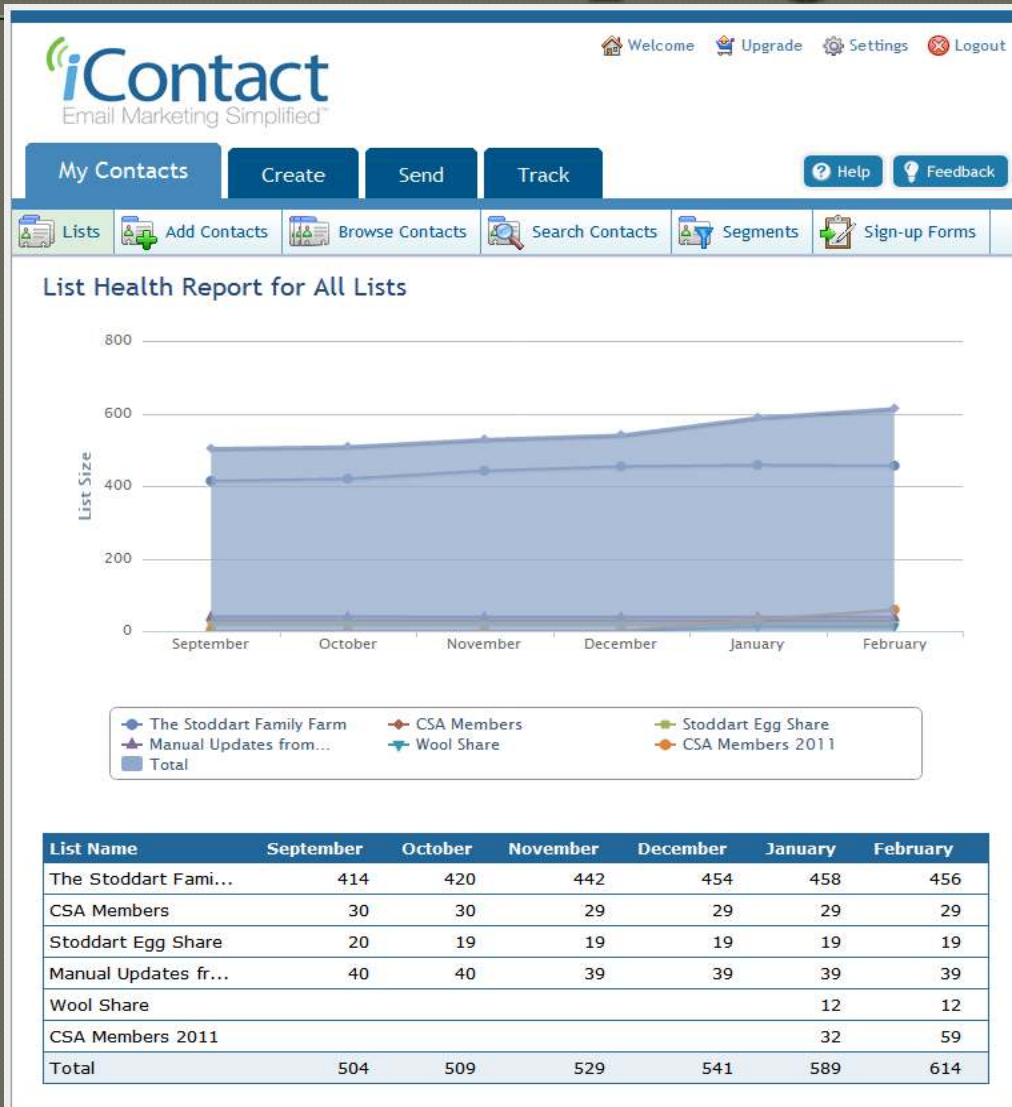 Welcome Upgrade Settings Logout
iContact
Email Marketing Simplified™
My Contacts Create Send Track Help Feedback
Lists Add Contacts Browse Contacts Search Contacts Segments Sign-up Forms
List Health Report for All Lists
800
600
400
200
0
List Size
September October November December January February
The Stoddart Family Farm CSA Members Stoddart Egg Share
Manual Updates from... Wool Share CSA Members 2011
Total
List Name September October November December January February
The Stoddart Fami... 414 420 442 454 458 456
CSA Members 30 30 29 29 29 29
Stoddart Egg Share 20 19 19 19 19 19
Manual Updates fr... 40 40 39 39 39 39
Wool Share 12 12
CSA Members 2011 32 59
Total 504 509 529 541 589 614